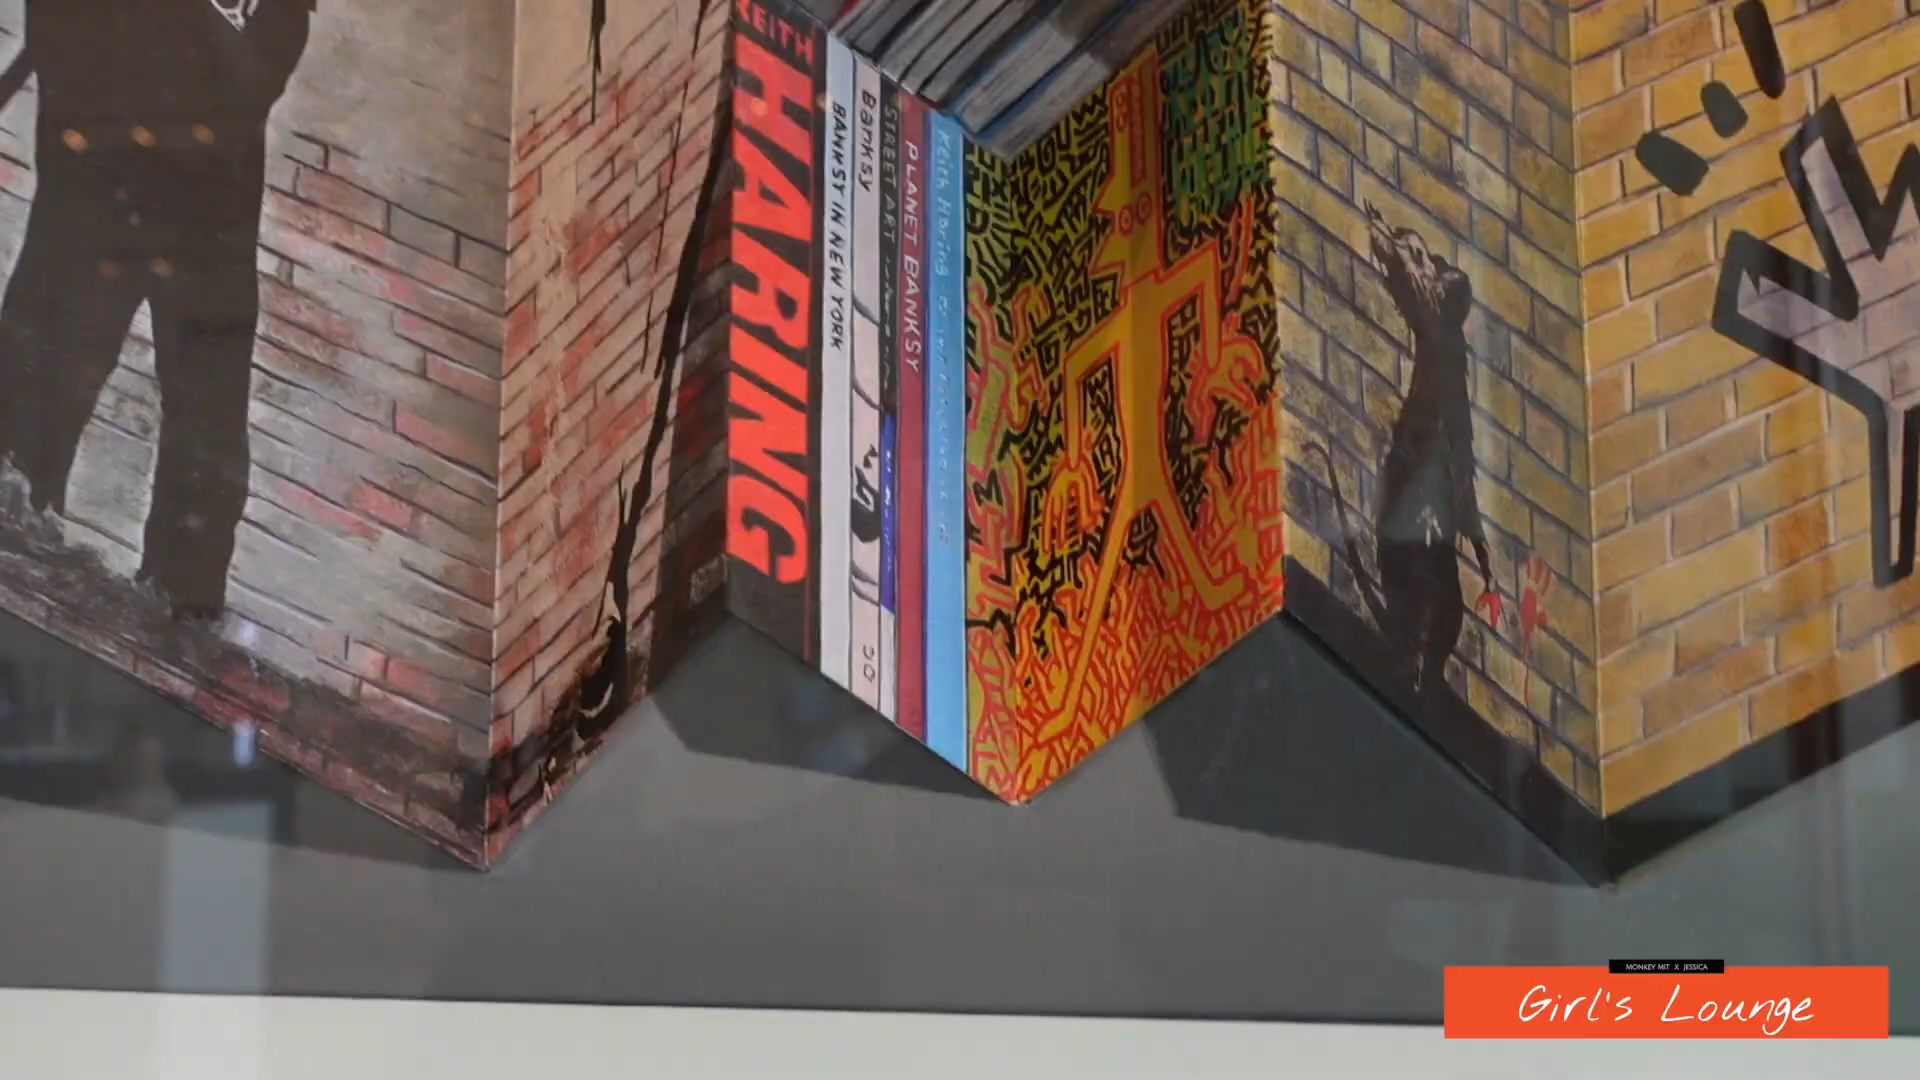 KEITH
HARING
BANKSY IN NEW YORK
Banksy
STREET ART
PLANET BANKSY
Keith Haring
MONKEY MIT X JESSICA
Girl's Lounge